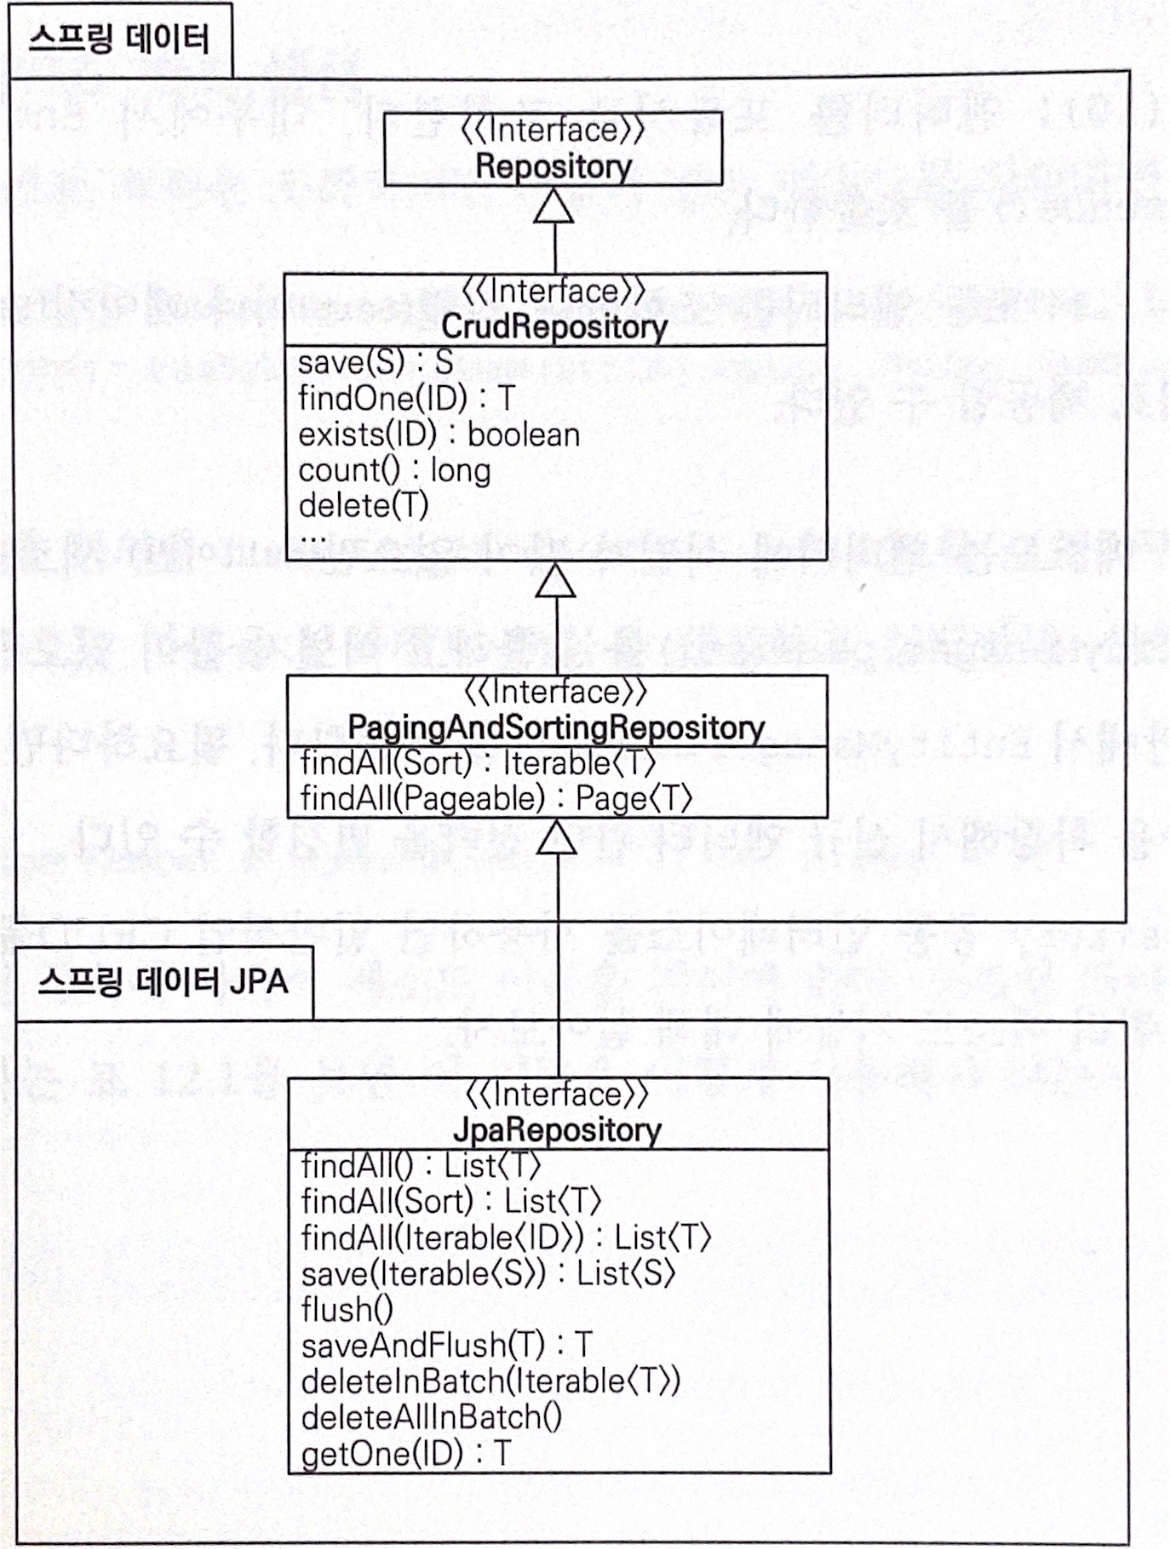 스프링 데이터
〈〈Interface〉〉
Repository
〈〈Interface〉〉
CrudRepository
save(S) : S
findOne(ID) : T
exists(ID) : boolean
count() : long
delete(T)
...
〈〈Interface〉〉
PagingAndSortingRepository
findAll(Sort) : Iterable〈T〉
findAll(Pageable) : Page〈T〉
스프링 데이터 JPA
〈〈Interface〉〉
JpaRepository
findAll() : List〈T〉
findAll(Sort) : List〈T〉
findAll(Iterable〈ID〉) : List〈T〉
save(Iterable〈S〉) : List〈S〉
flush()
saveAndFlush(T) : T
deleteInBatch(Iterable〈T〉)
deleteAllInBatch()
getOne(ID) : T